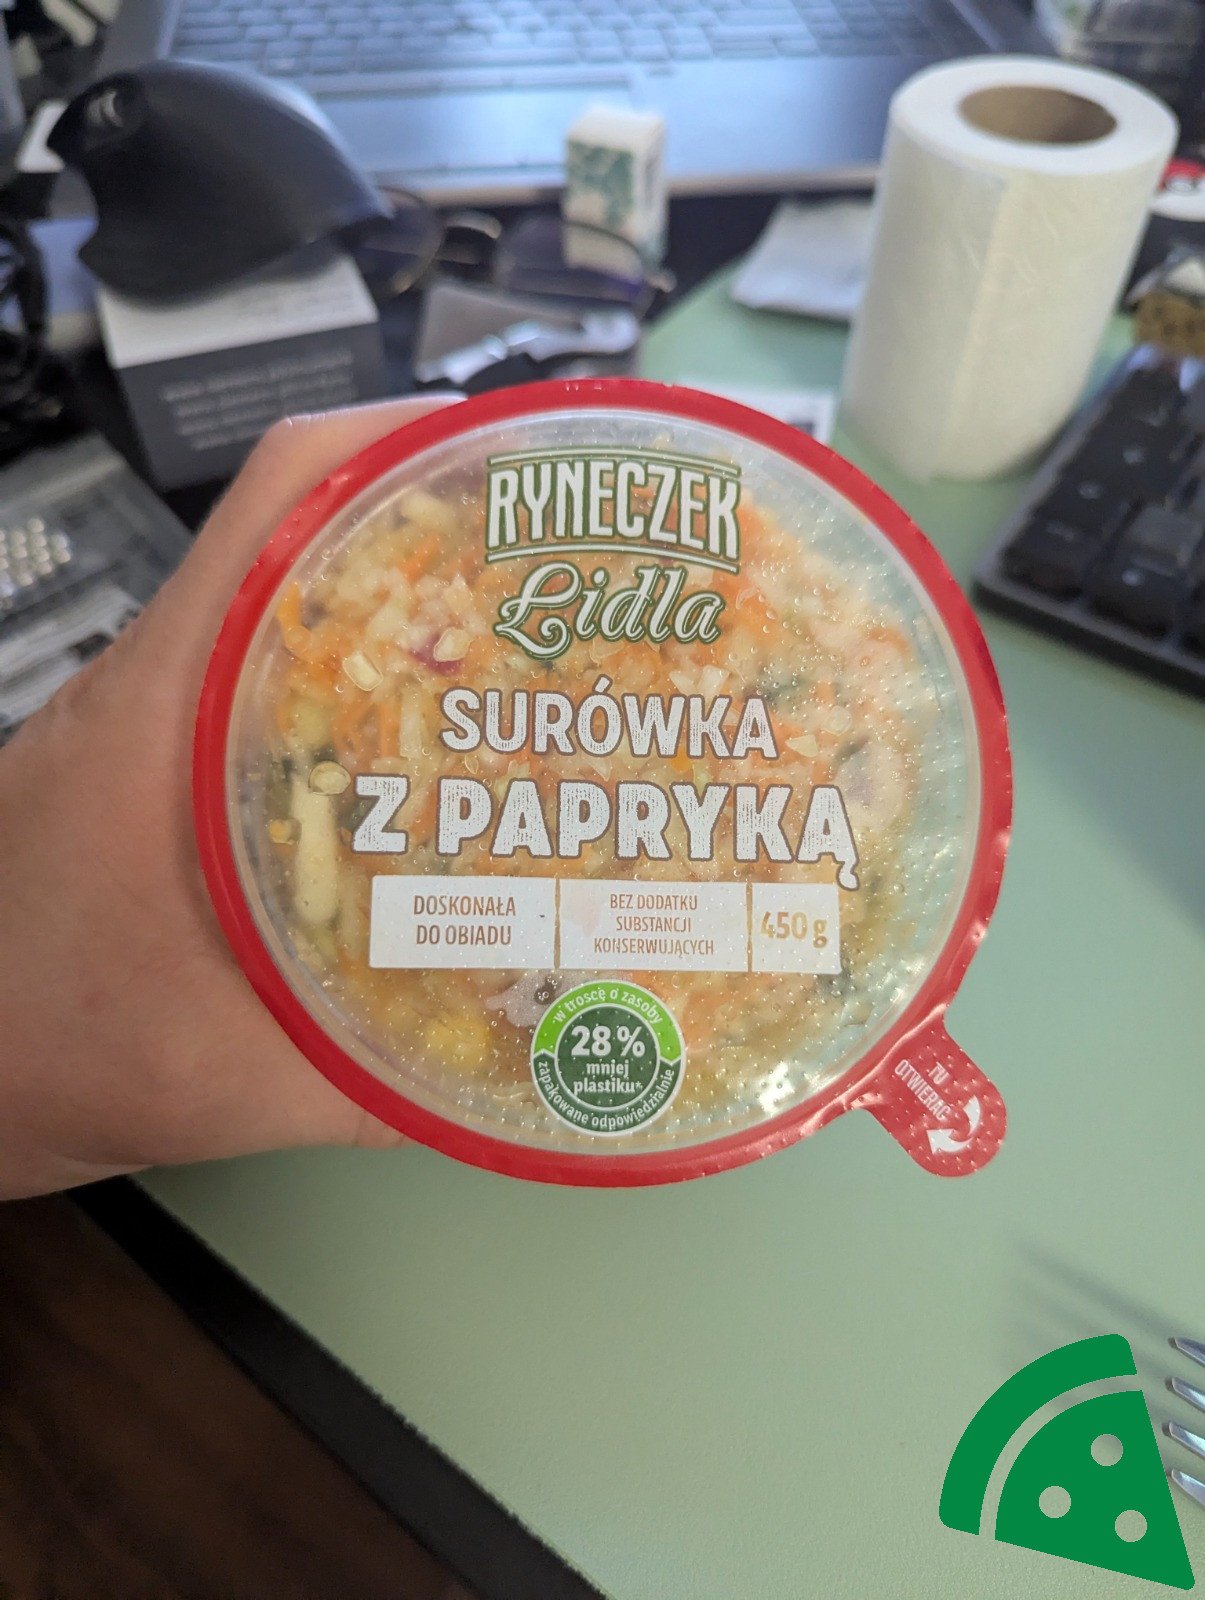 RYNECZEK
Lidla
SURÓWKA
Z PAPRYKĄ
DOSKONAŁA
DO OBIADU
BEZ DODATKU
SUBSTANCJI
KONSERWUJĄCYCH
450 g
w troscę o zasoby
28%
mniej
plastiku*
zapakowane odpowiedzialnie
TU
OTWIERAĆ